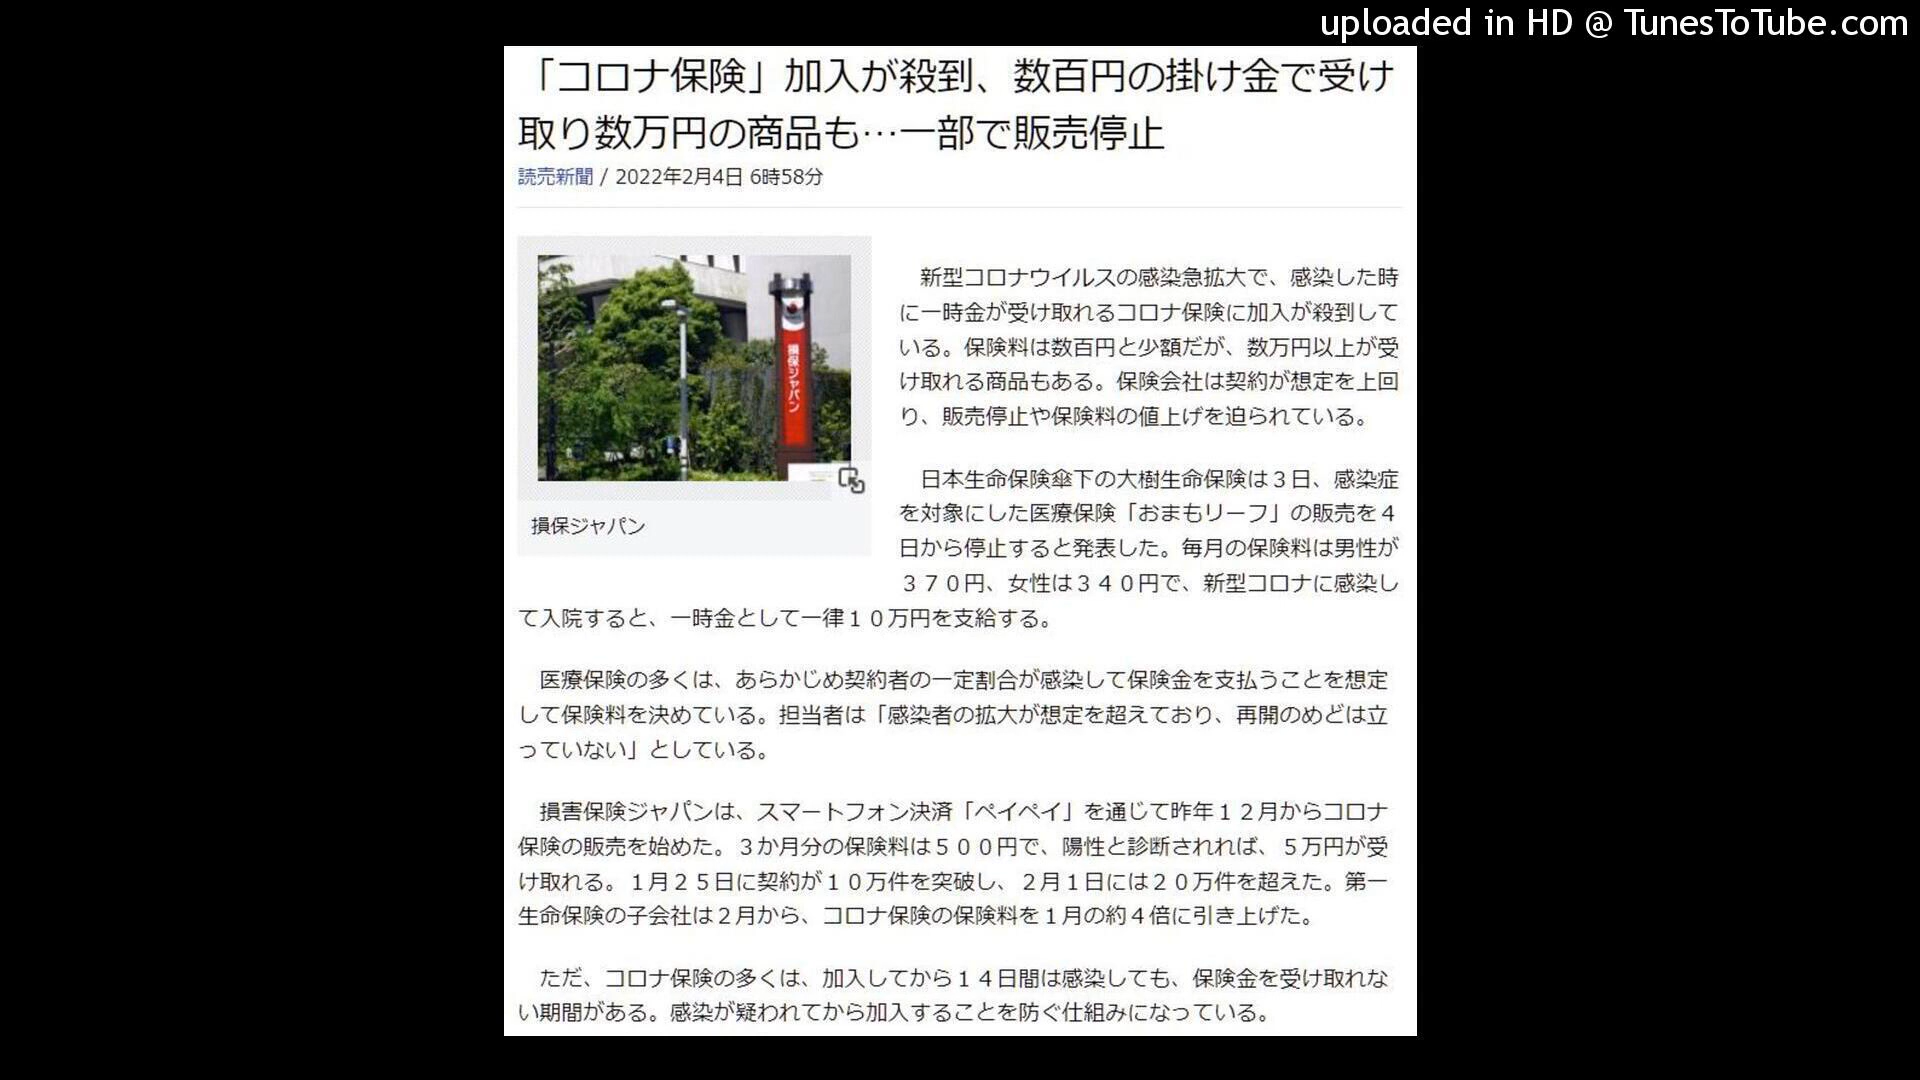 uploaded in HD @ TunesToTube.com
「コロナ保険」加入が殺到、数百円の掛け金で受け
取り数万円の商品も…一部で販売停止
読売新聞 / 2022年2月4日 6時58分
損保ジャパン
損保ジャパン
　新型コロナウイルスの感染急拡大で、感染した時
に一時金が受け取れるコロナ保険に加入が殺到して
いる。保険料は数百円と少額だが、数万円以上が受
け取れる商品もある。保険会社は契約が想定を上回
り、販売停止や保険料の値上げを迫られている。
　日本生命保険傘下の大樹生命保険は３日、感染症
を対象にした医療保険「おまもリーフ」の販売を４
日から停止すると発表した。毎月の保険料は男性が
３７０円、女性は３４０円で、新型コロナに感染し
て入院すると、一時金として一律１０万円を支給する。
　医療保険の多くは、あらかじめ契約者の一定割合が感染して保険金を支払うことを想定
して保険料を決めている。担当者は「感染者の拡大が想定を超えており、再開のめどは立
っていない」としている。
　損害保険ジャパンは、スマートフォン決済「ペイペイ」を通じて昨年１２月からコロナ
保険の販売を始めた。３か月分の保険料は５００円で、陽性と診断されれば、５万円が受
け取れる。１月２５日に契約が１０万件を突破し、２月１日には２０万件を超えた。第一
生命保険の子会社は２月から、コロナ保険の保険料を１月の約４倍に引き上げた。
　ただ、コロナ保険の多くは、加入してから１４日間は感染しても、保険金を受け取れな
い期間がある。感染が疑われてから加入することを防ぐ仕組みになっている。